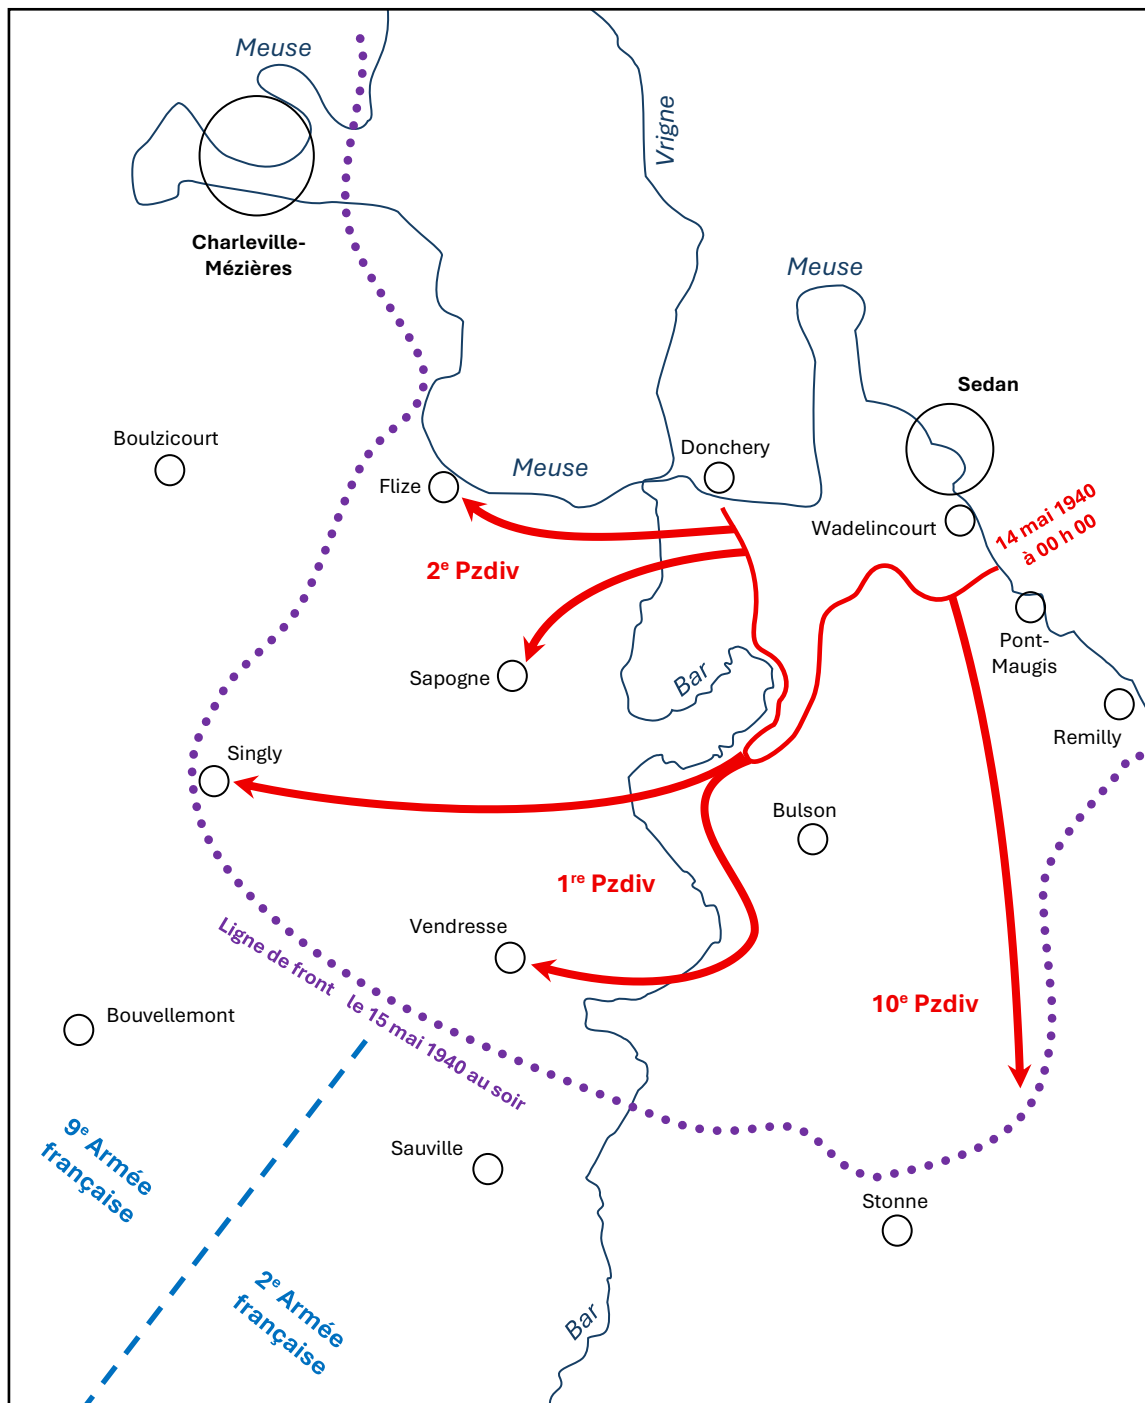 Meuse
Vrigne
Charleville-
Mézières
Meuse
Sedan
Boulzicourt
Donchery
Meuse
Flize
Wadelincourt
14 mai 1940
à 00 h 00
2e Pzdiv
Pont-
Maugis
Sapogne
Bar
Remilly
Singly
Bulson
1re Pzdiv
Vendresse
Ligne de front le 15 mai 1940 au soir
10e Pzdiv
Bouvellemont
9e Armée
française
Sauville
Stonne
2e Armée
française
Bar